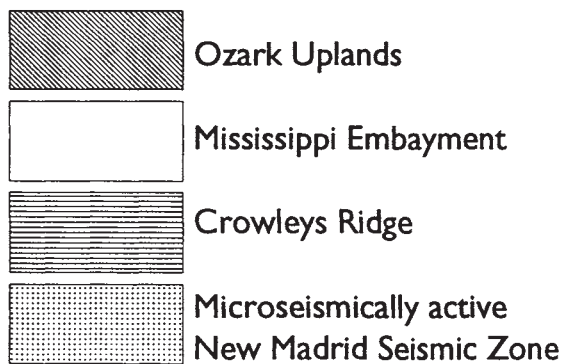 Ozark Uplands
Mississippi Embayment
Crowleys Ridge
Microseismically active
New Madrid Seismic Zone